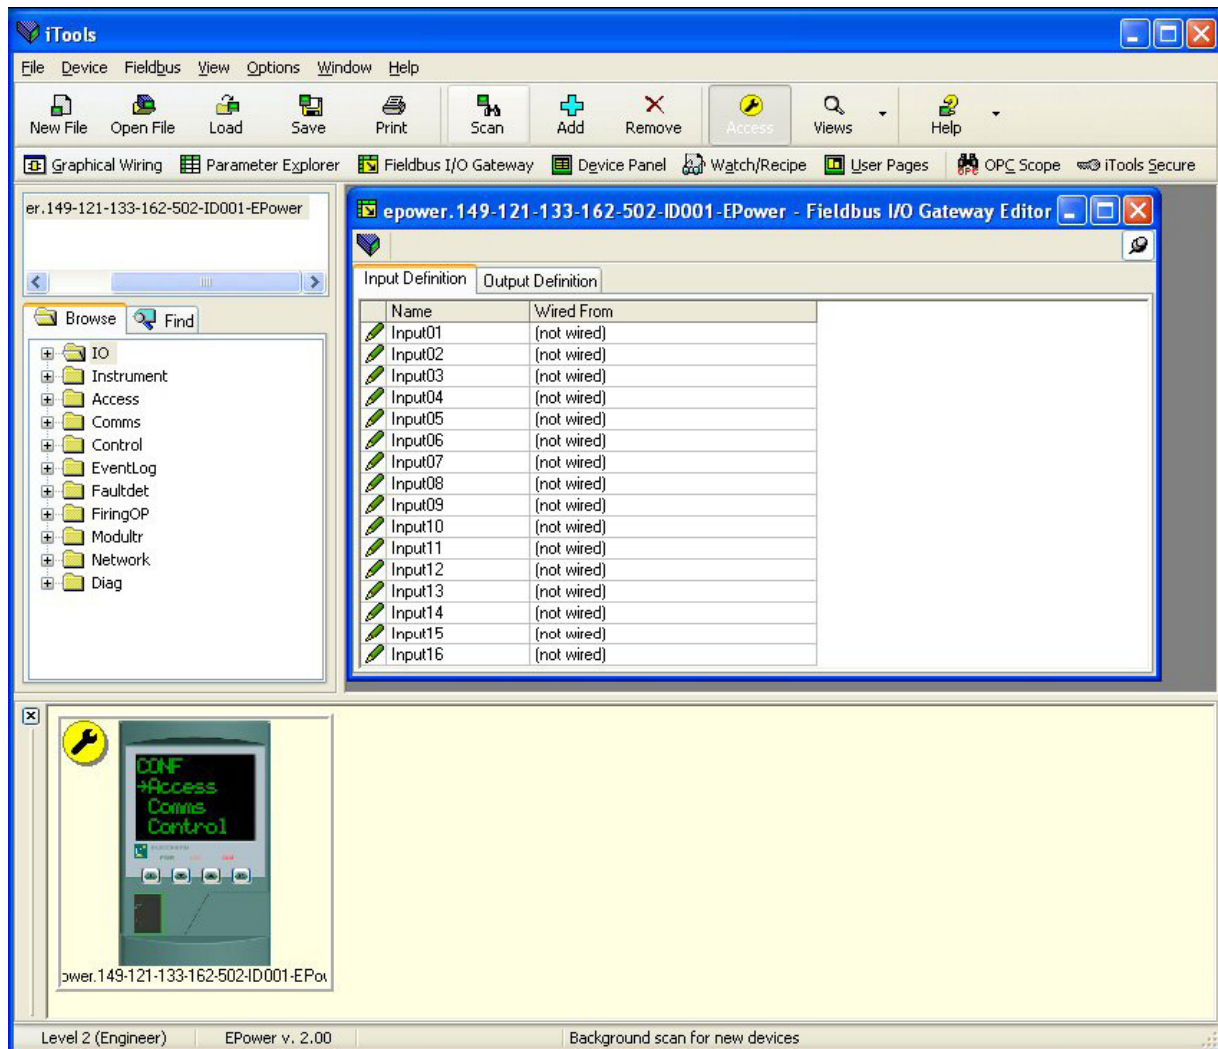 iTools
File Device Fieldbus View Options Window Help
New File Open File Load Save Print Scan Add Remove Access Views Help
Graphical Wiring Parameter Explorer Fieldbus I/O Gateway Device Panel Watch/Recipe User Pages OPC Scope iTools Secure
er.149-121-133-162-502-ID001-EPower
epower.149-121-133-162-502-ID001-EPower - Fieldbus I/O Gateway Editor
Input Definition Output Definition
Browse Find
IO
Instrument
Access
Comms
Control
EventLog
Faultdet
FiringOP
Modultr
Network
Diag
Name Wired From
Input01 (not wired)
Input02 (not wired)
Input03 (not wired)
Input04 (not wired)
Input05 (not wired)
Input06 (not wired)
Input07 (not wired)
Input08 (not wired)
Input09 (not wired)
Input10 (not wired)
Input11 (not wired)
Input12 (not wired)
Input13 (not wired)
Input14 (not wired)
Input15 (not wired)
Input16 (not wired)
CONF
→Access
Comms
Control
ower.149-121-133-162-502-ID001-EPow
Level 2 (Engineer) EPower v. 2.00 Background scan for new devices